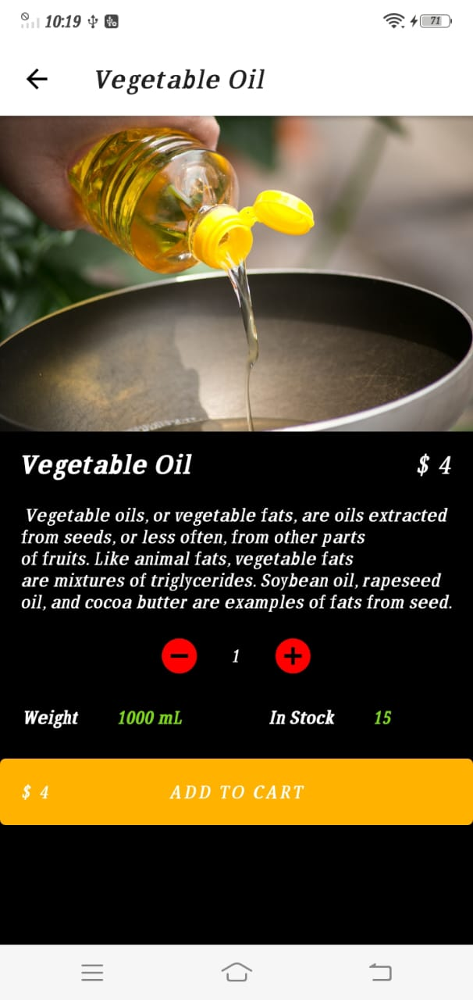 10:19
71
Vegetable Oil
Vegetable Oil
$ 4
Vegetable oils, or vegetable fats, are oils extracted
from seeds, or less often, from other parts
of fruits. Like animal fats, vegetable fats
are mixtures of triglycerides. Soybean oil, rapeseed
oil, and cocoa butter are examples of fats from seed.
1
Weight 1000 mL In Stock 15
$ 4 ADD TO CART